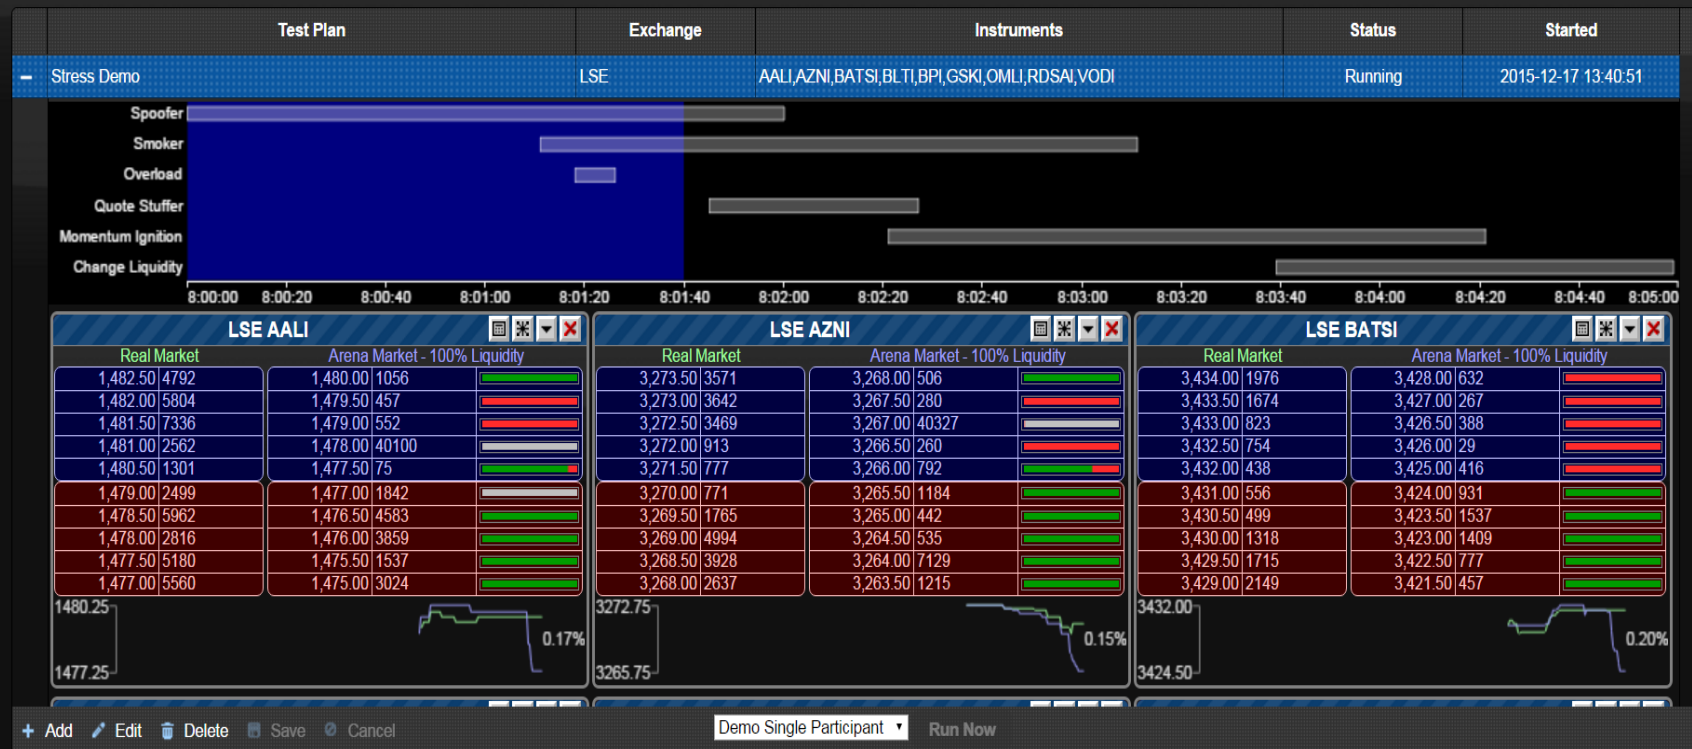 Test Plan Exchange Instruments Status Started
Stress Demo LSE AALI,AZNI,BATSI,BLTI,BPI,GSKI,OMLI,RDSAI,VODI Running 2015-12-17 13:40:51
Spoofer
Smoker
Overload
Quote Stuffer
Momentum Ignition
Change Liquidity
8:00:00 8:00:20 8:00:40 8:01:00 8:01:20 8:01:40 8:02:00 8:02:20 8:02:40 8:03:00 8:03:20 8:03:40 8:04:00 8:04:20 8:04:40 8:05:00
LSE AALI
Real Market Arena Market - 100% Liquidity
1,482.50 4792 1,480.00 1056
1,482.00 5804 1,479.50 457
1,481.50 7336 1,479.00 552
1,481.00 2562 1,478.00 40100
1,480.50 1301 1,477.50 75
1,479.00 2499 1,477.00 1842
1,478.50 5962 1,476.50 4583
1,478.00 2816 1,476.00 3859
1,477.50 5180 1,475.50 1537
1,477.00 5560 1,475.00 3024
1480.25
0.17%
1477.25
LSE AZNI
Real Market Arena Market - 100% Liquidity
3,273.50 3571 3,268.00 506
3,273.00 3642 3,267.50 280
3,272.50 3469 3,267.00 40327
3,272.00 913 3,266.50 260
3,271.50 777 3,266.00 792
3,270.00 771 3,265.50 1184
3,269.50 1765 3,265.00 442
3,269.00 4994 3,264.50 535
3,268.50 3928 3,264.00 7129
3,268.00 2637 3,263.50 1215
3272.75
0.15%
3265.75
LSE BATSI
Real Market Arena Market - 100% Liquidity
3,434.00 1976 3,428.00 632
3,433.50 1674 3,427.00 267
3,433.00 823 3,426.50 388
3,432.50 754 3,426.00 29
3,432.00 438 3,425.00 416
3,431.00 556 3,424.00 931
3,430.50 499 3,423.50 1537
3,430.00 1318 3,423.00 1409
3,429.50 1715 3,422.50 777
3,429.00 2149 3,421.50 457
3432.00
0.20%
3424.50
Add Edit Delete Save Cancel Demo Single Participant Run Now